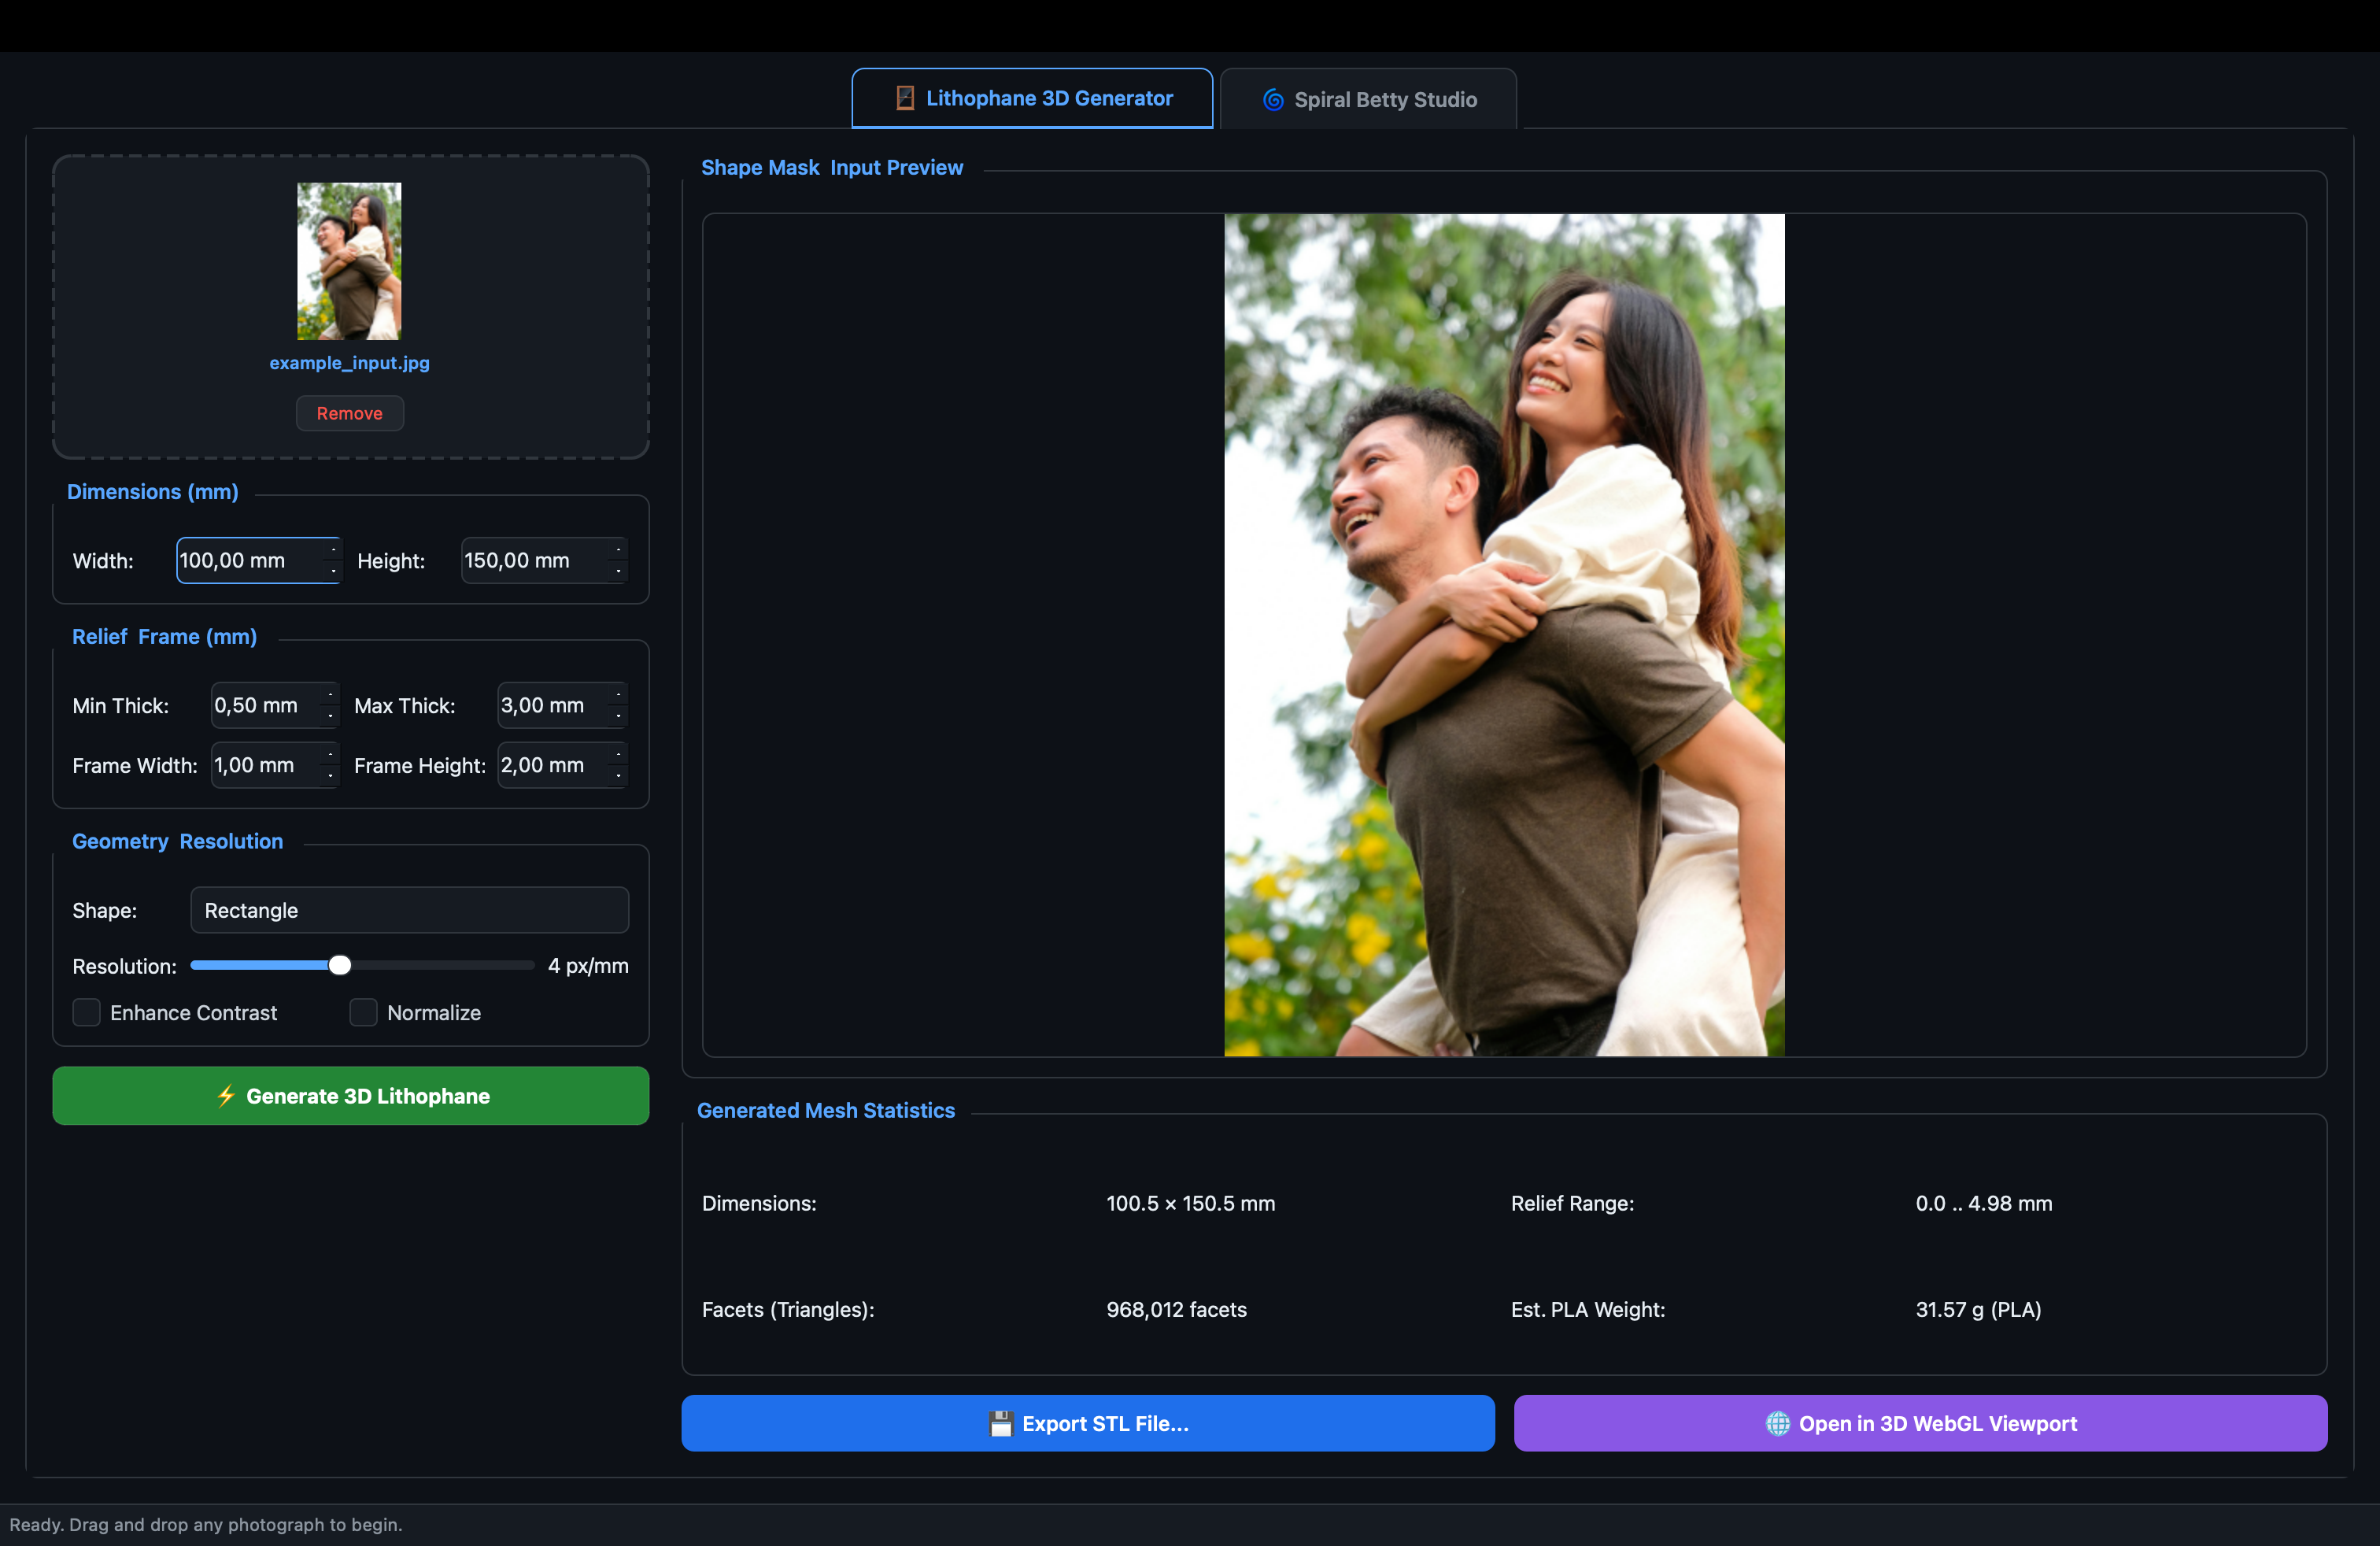 Lithophane 3D Generator
Spiral Betty Studio
example_input.jpg
Remove
Dimensions (mm)
Width: 100,00 mm Height: 150,00 mm
Relief Frame (mm)
Min Thick: 0,50 mm Max Thick: 3,00 mm
Frame Width: 1,00 mm Frame Height: 2,00 mm
Geometry Resolution
Shape: Rectangle
Resolution: 4 px/mm
Enhance Contrast Normalize
Generate 3D Lithophane
Shape Mask Input Preview
Generated Mesh Statistics
Dimensions: 100.5 × 150.5 mm Relief Range: 0.0 .. 4.98 mm
Facets (Triangles): 968,012 facets Est. PLA Weight: 31.57 g (PLA)
Export STL File...
Open in 3D WebGL Viewport
Ready. Drag and drop any photograph to begin.